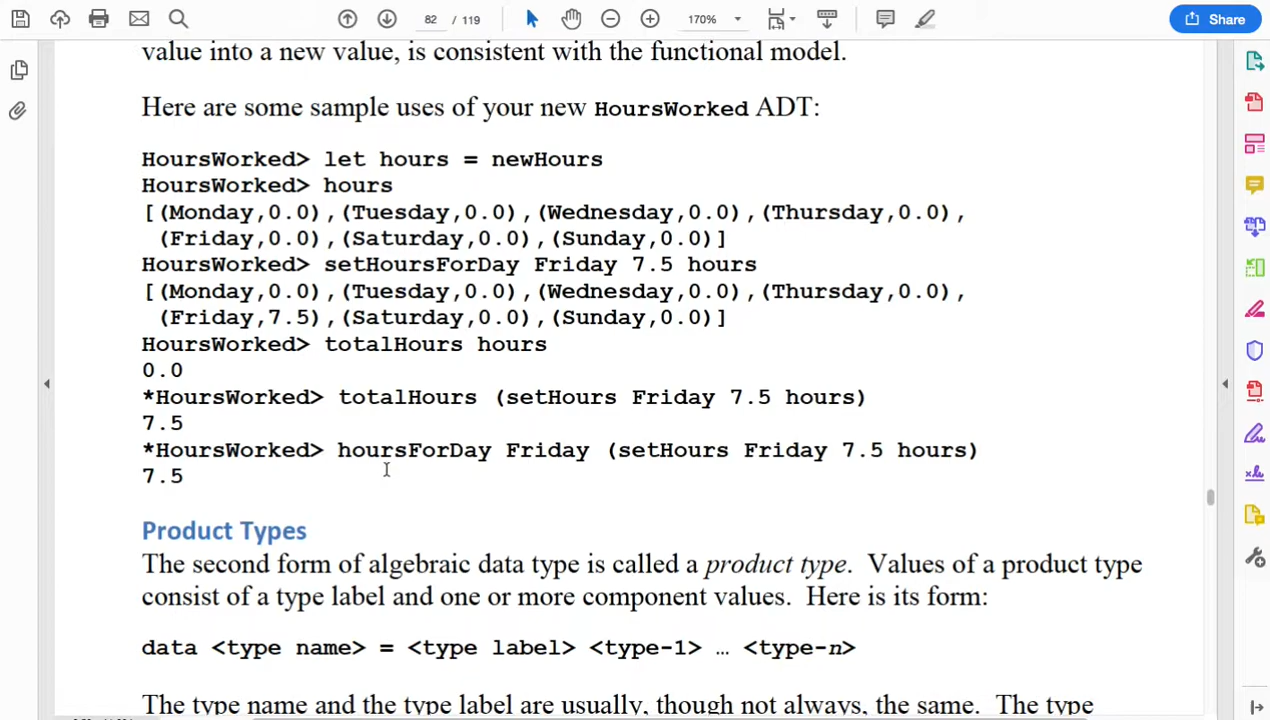 82 / 119
170%
Share
value into a new value, is consistent with the functional model.
Here are some sample uses of your new HoursWorked ADT:
HoursWorked> let hours = newHours
HoursWorked> hours
[(Monday,0.0),(Tuesday,0.0),(Wednesday,0.0),(Thursday,0.0),
(Friday,0.0),(Saturday,0.0),(Sunday,0.0)]
HoursWorked> setHoursForDay Friday 7.5 hours
[(Monday,0.0),(Tuesday,0.0),(Wednesday,0.0),(Thursday,0.0),
(Friday,7.5),(Saturday,0.0),(Sunday,0.0)]
HoursWorked> totalHours hours
0.0
*HoursWorked> totalHours (setHours Friday 7.5 hours)
7.5
*HoursWorked> hoursForDay Friday (setHours Friday 7.5 hours)
7.5
Product Types
The second form of algebraic data type is called a product type. Values of a product type
consist of a type label and one or more component values. Here is its form:
data <type name> = <type label> <type-1> … <type-n>
The type name and the type label are usually, though not always, the same. The type